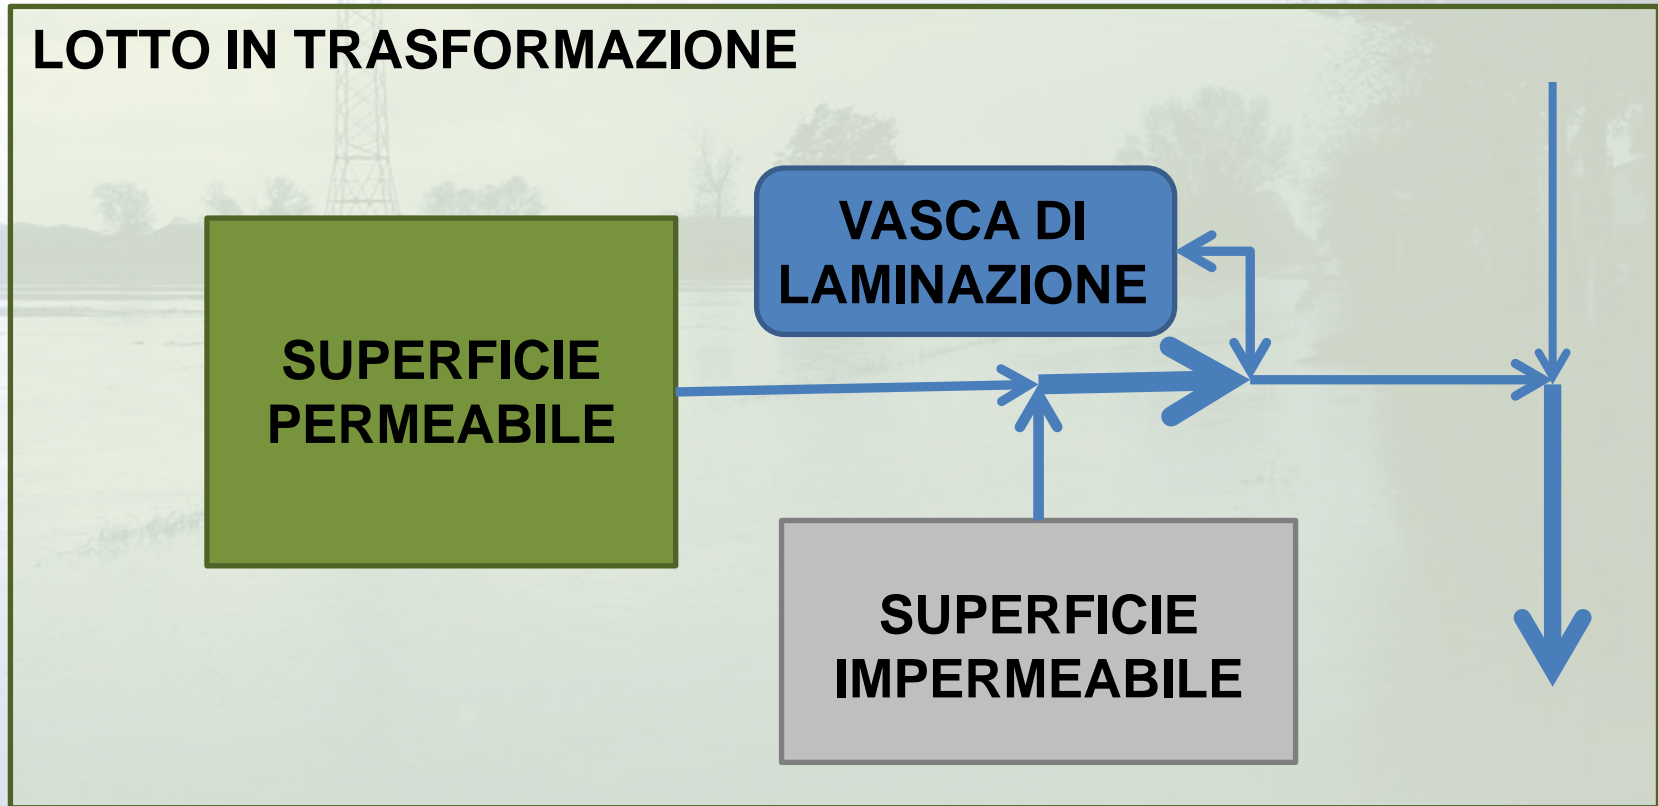 LOTTO IN TRASFORMAZIONE
VASCA DI
LAMINAZIONE
SUPERFICIE
PERMEABILE
SUPERFICIE
IMPERMEABILE